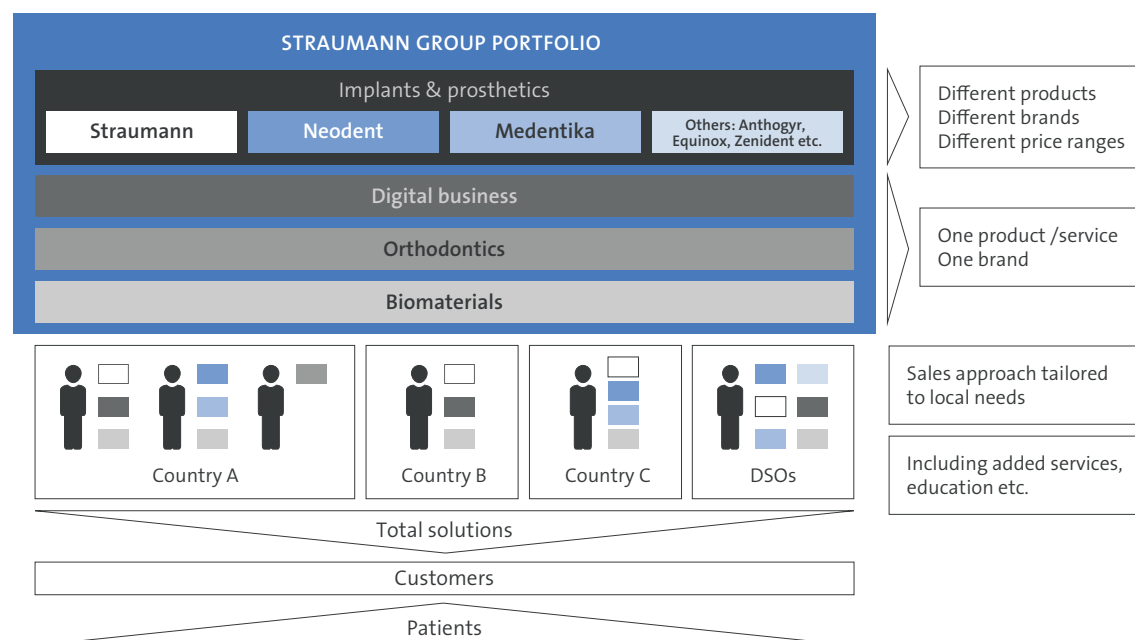 STRAUMANN GROUP PORTFOLIO
Implants & prosthetics
Straumann
Neodent
Medentika
Others: Anthogyr,
Equinox, Zenident etc.
Different products
Different brands
Different price ranges
Digital business
Orthodontics
Biomaterials
One product /service
One brand
Country A
Country B
Country C
DSOs
Sales approach tailored
to local needs
Including added services,
education etc.
Total solutions
Customers
Patients